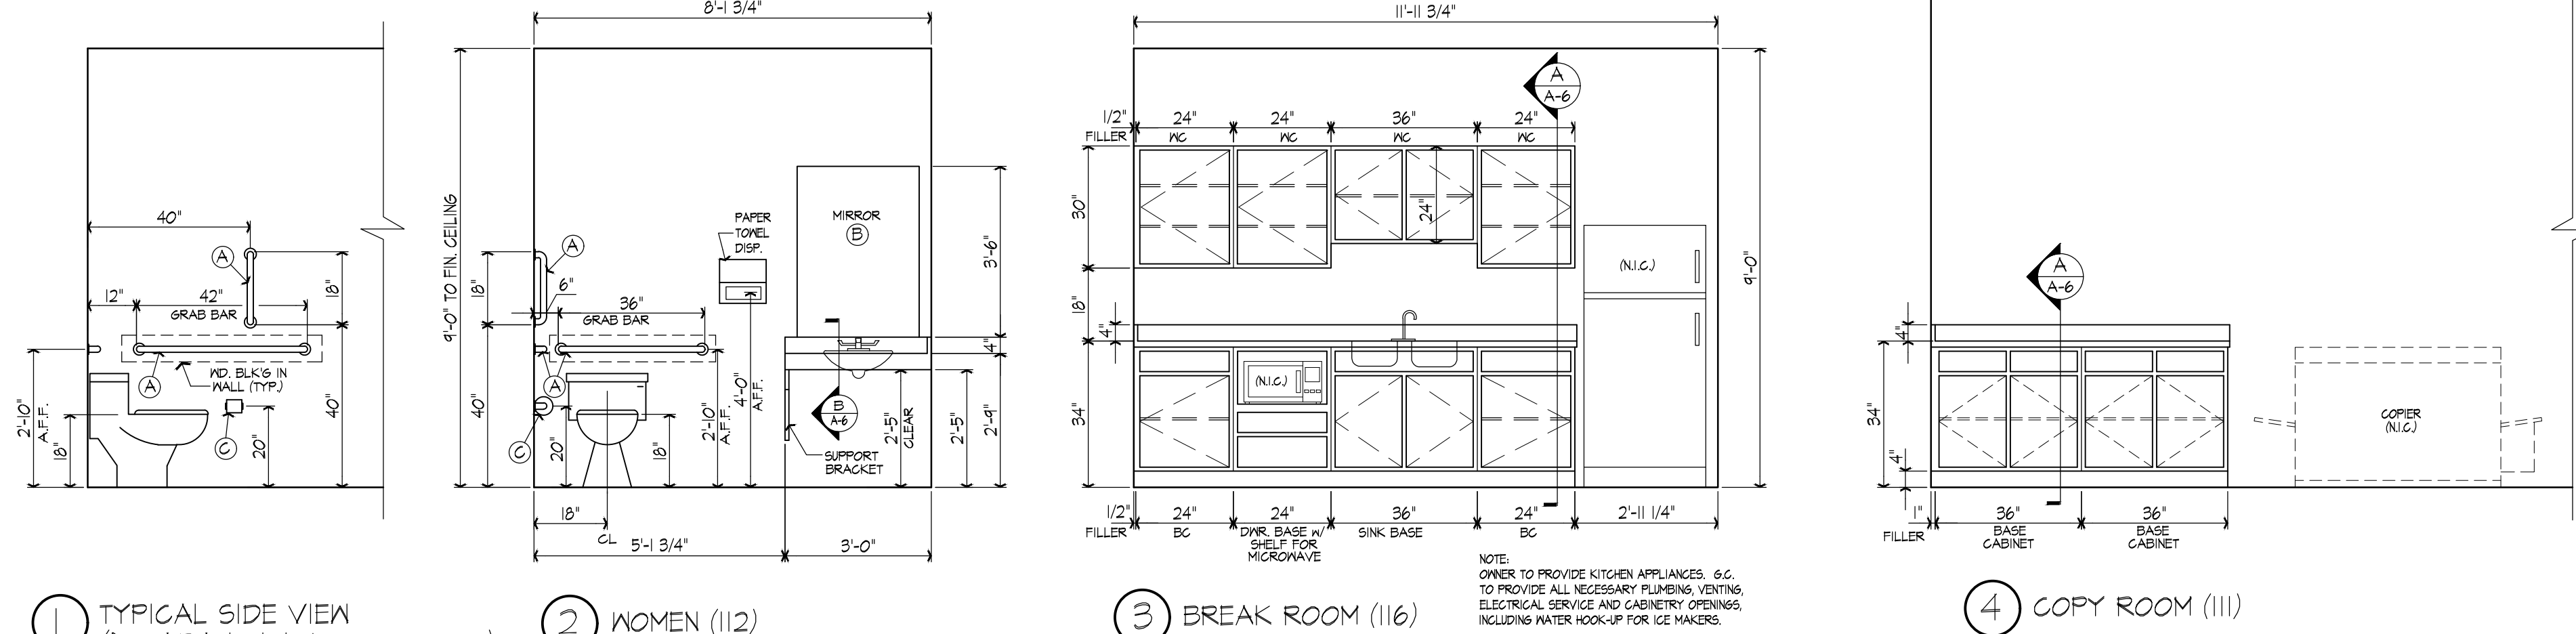 40"
A
12"
42"
GRAB BAR
18"
A
WD. BLK'G IN
WALL (TYP.)
C
2'-10"
A.F.F.
18"
20"
40"
1
TYPICAL SIDE VIEW
8'-1 3/4"
9'-0" TO FIN. CEILING
A
18"
6"
36"
GRAB BAR
PAPER
TOWEL
DISP.
MIRROR
B
3'-6"
4"
A
C
40"
20"
18"
2'-10"
A.F.F.
4'-0"
A.F.F.
B
A-6
SUPPORT
BRACKET
2'-5"
CLEAR
2'-5"
2'-9"
18"
CL
5'-1 3/4"
3'-0"
2
WOMEN (112)
11'-11 3/4"
A
A-6
1/2"
FILLER
24"
WC
24"
WC
36"
WC
24"
WC
30"
24"
18"
4"
34"
(N.I.C.)
(N.I.C.)
9'-0"
1/2"
FILLER
24"
BC
24"
DWR. BASE W/
SHELF FOR
MICROWAVE
36"
SINK BASE
24"
BC
2'-11 1/4"
NOTE:
OWNER TO PROVIDE KITCHEN APPLIANCES. G.C.
TO PROVIDE ALL NECESSARY PLUMBING, VENTING,
ELECTRICAL SERVICE AND CABINETRY OPENINGS,
INCLUDING WATER HOOK-UP FOR ICE MAKERS.
3
BREAK ROOM (116)
A
A-6
4"
34"
4"
COPIER
(N.I.C.)
1"
FILLER
36"
BASE
CABINET
36"
BASE
CABINET
4
COPY ROOM (111)